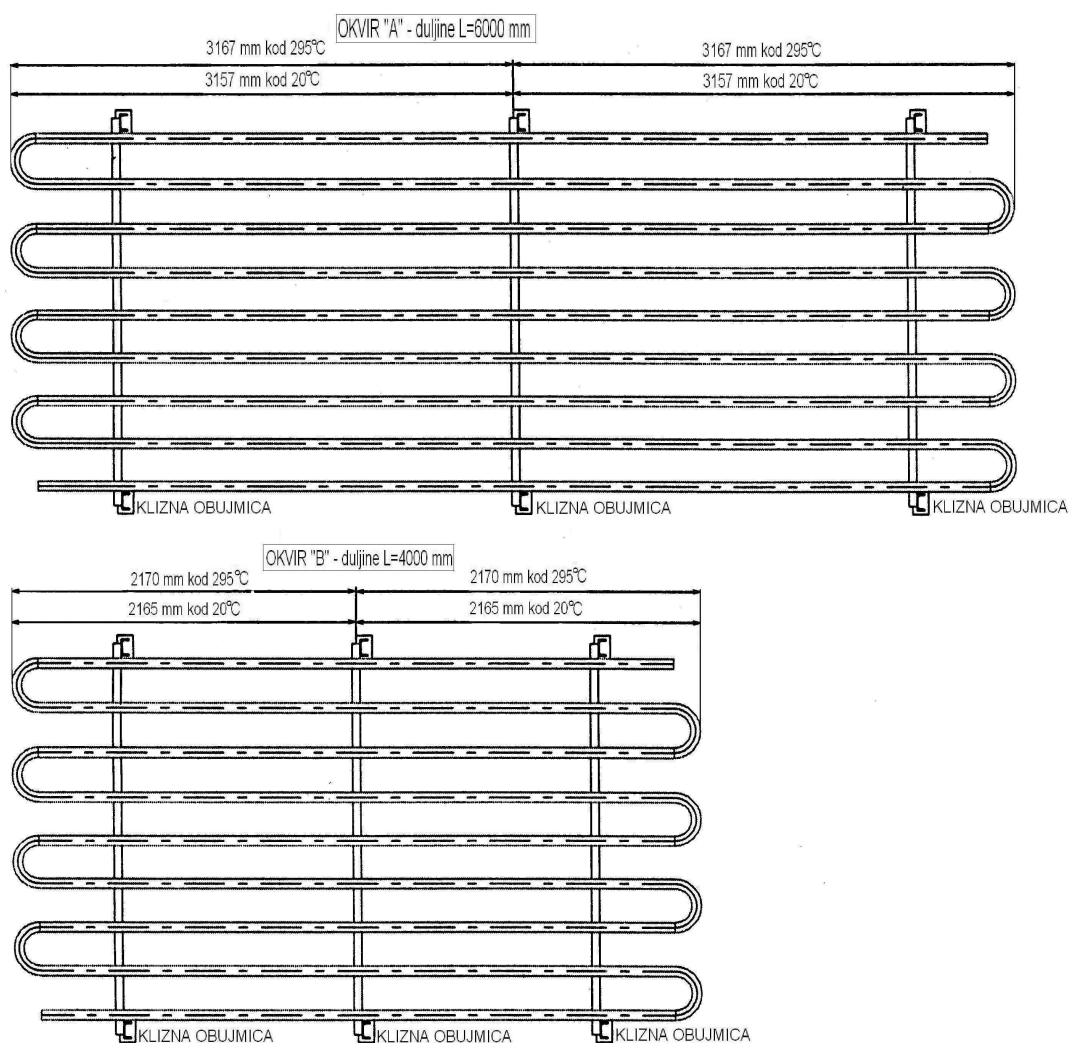 OKVIR "A" - duljine L=6000 mm
3167 mm kod 295°C
3167 mm kod 295°C
3157 mm kod 20°C
3157 mm kod 20°C
KLIZNA OBUJMICA
KLIZNA OBUJMICA
KLIZNA OBUJMICA
OKVIR "B" - duljine L=4000 mm
2170 mm kod 295°C
2170 mm kod 295°C
2165 mm kod 20°C
2165 mm kod 20°C
KLIZNA OBUJMICA
KLIZNA OBUJMICA
KLIZNA OBUJMICA